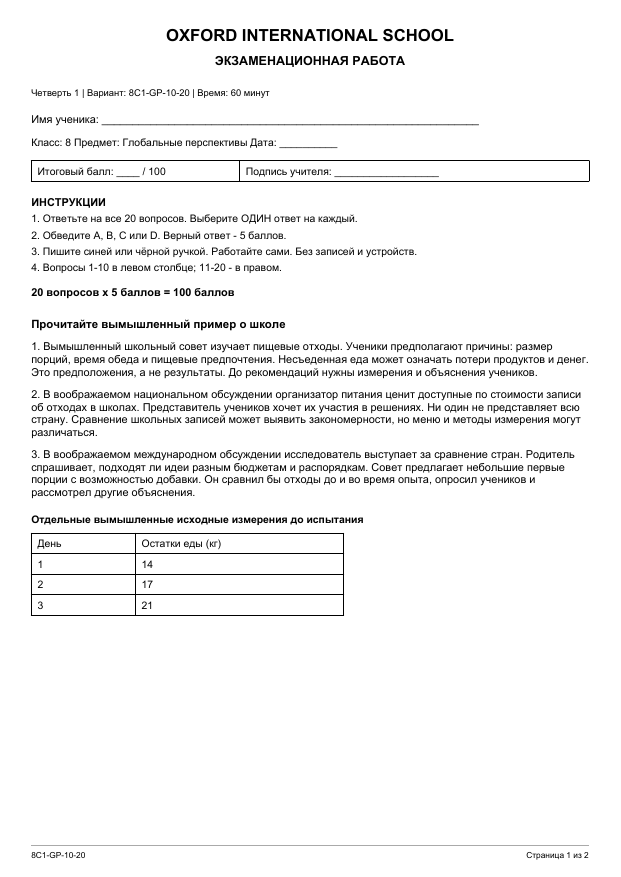 OXFORD INTERNATIONAL SCHOOL
ЭКЗАМЕНАЦИОННАЯ РАБОТА
Четверть 1 | Вариант: 8C1-GP-10-20 | Время: 60 минут
Имя ученика: ____________________________________________________________________
Класс: 8 Предмет: Глобальные перспективы Дата: __________
Итоговый балл: ____ / 100
Подпись учителя: __________________
ИНСТРУКЦИИ
1. Ответьте на все 20 вопросов. Выберите ОДИН ответ на каждый.
2. Обведите A, B, C или D. Верный ответ - 5 баллов.
3. Пишите синей или чёрной ручкой. Работайте сами. Без записей и устройств.
4. Вопросы 1-10 в левом столбце; 11-20 - в правом.
20 вопросов x 5 баллов = 100 баллов
Прочитайте вымышленный пример о школе
1. Вымышленный школьный совет изучает пищевые отходы. Ученики предполагают причины: размер
порций, время обеда и пищевые предпочтения. Несъеденная еда может означать потери продуктов и денег.
Это предположения, а не результаты. До рекомендаций нужны измерения и объяснения учеников.
2. В воображаемом национальном обсуждении организатор питания ценит доступные по стоимости записи
об отходах в школах. Представитель учеников хочет их участия в решениях. Ни один не представляет всю
страну. Сравнение школьных записей может выявить закономерности, но меню и методы измерения могут
различаться.
3. В воображаемом международном обсуждении исследователь выступает за сравнение стран. Родитель
спрашивает, подходят ли идеи разным бюджетам и распорядкам. Совет предлагает небольшие первые
порции с возможностью добавки. Он сравнил бы отходы до и во время опыта, опросил учеников и
рассмотрел другие объяснения.
Отдельные вымышленные исходные измерения до испытания
День
Остатки еды (кг)
1
14
2
17
3
21
8C1-GP-10-20
Страница 1 из 2